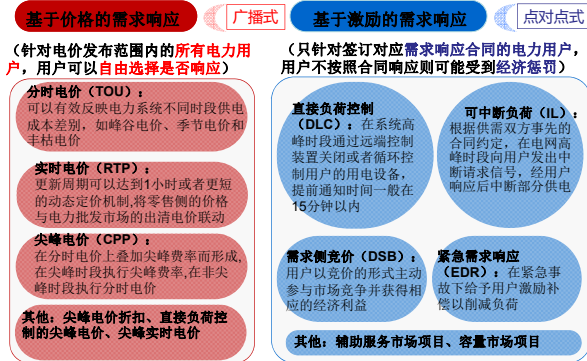 基于价格的需求响应
广播式
(针对电价发布范围内的所有电力用
户，用户可以自由选择是否响应)
分时电价（TOU）：
可以有效反映电力系统不同时段供电
成本差别，如峰谷电价、季节电价和
丰枯电价
实时电价（RTP）：
更新周期可以达到1小时或者更短
的动态定价机制,将零售侧的价格
与电力批发市场的出清电价联动
尖峰电价（CPP）：
在分时电价上叠加尖峰费率而形成,
在尖峰时段执行尖峰费率,在非尖
峰时段执行分时电价
其他：尖峰电价折扣、直接负荷控
制的尖峰电价、尖峰实时电价
基于激励的需求响应
点对点式
(只针对签订对应需求响应合同的电力用户，
用户不按照合同响应则可能受到经济惩罚)
直接负荷控制
（DLC）：在系统高
峰时段通过远端控制
装置关闭或者循环控
制用户的用电设备，
提前通知时间一般在
15分钟以内
可中断负荷（IL）：
根据供需双方事先的
合同约定，在电网高
峰时段向用户发出中
断请求信号，经用户
响应后中断部分供电
需求侧竞价（DSB）：
用户以竞价的形式主动
参与市场竞争并获得相
应的经济利益
紧急需求响应
（EDR）：在紧急事
故下给予用户激励补
偿以削减负荷
其他：辅助服务市场项目、容量市场项目